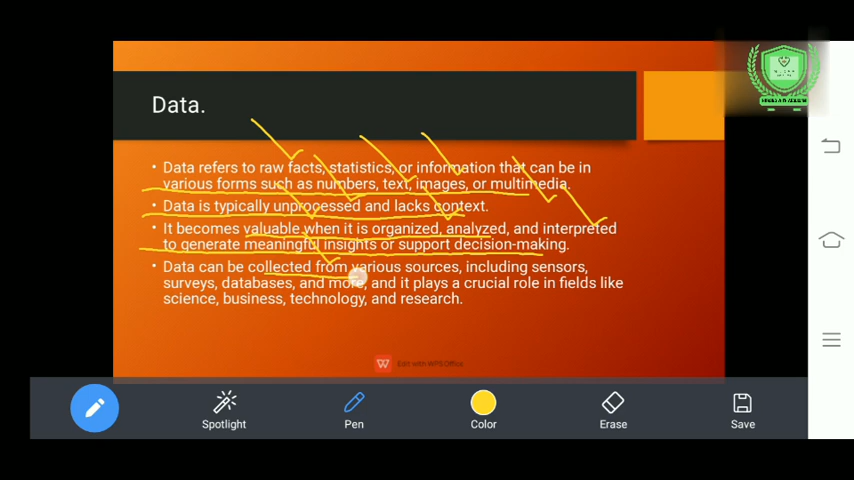 Data.
• Data refers to raw facts, statistics, or information that can be in
various forms such as numbers, text, images, or multimedia.
• Data is typically unprocessed and lacks context.
• It becomes valuable when it is organized, analyzed, and interpreted
to generate meaningful insights or support decision-making.
• Data can be collected from various sources, including sensors,
surveys, databases, and more, and it plays a crucial role in fields like
science, business, technology, and research.
Edit with WPS Office
Spotlight
Pen
Color
Erase
Save